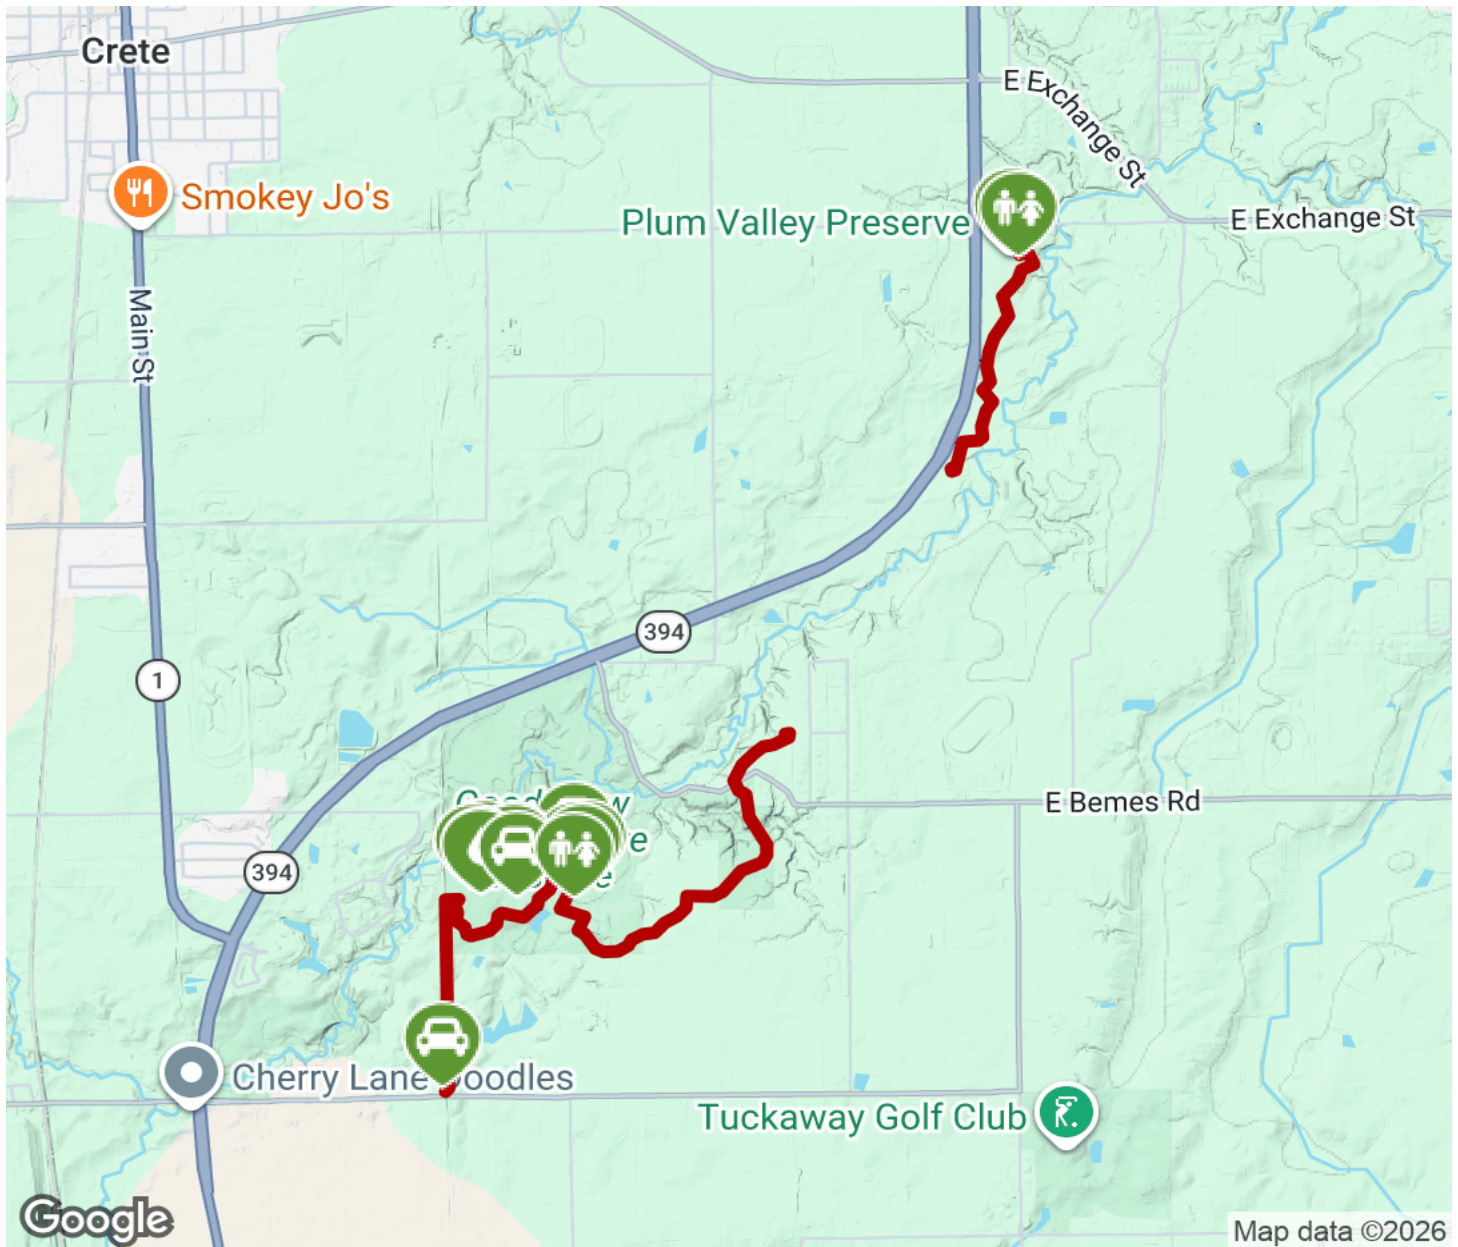 Crete
E Exchange St
Smokey Jo's
Plum Valley Preserve
E Exchange St
Main St
394
1
E Bemes Rd
394
Cherry Lane
Tuckaway Golf Club
Google
Map data ©2026